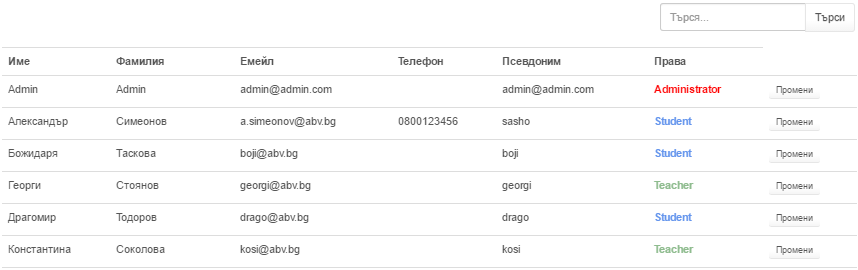 Търся... Търси
Име Фамилия Емейл Телефон Псевдоним Права
Admin Admin admin@admin.com admin@admin.com Administrator Промени
Александър Симеонов a.simeonov@abv.bg 0800123456 sasho Student Промени
Божидаря Таскова boji@abv.bg boji Student Промени
Георги Стоянов georgi@abv.bg georgi Teacher Промени
Драгомир Тодоров drago@abv.bg drago Student Промени
Константина Соколова kosi@abv.bg kosi Teacher Промени